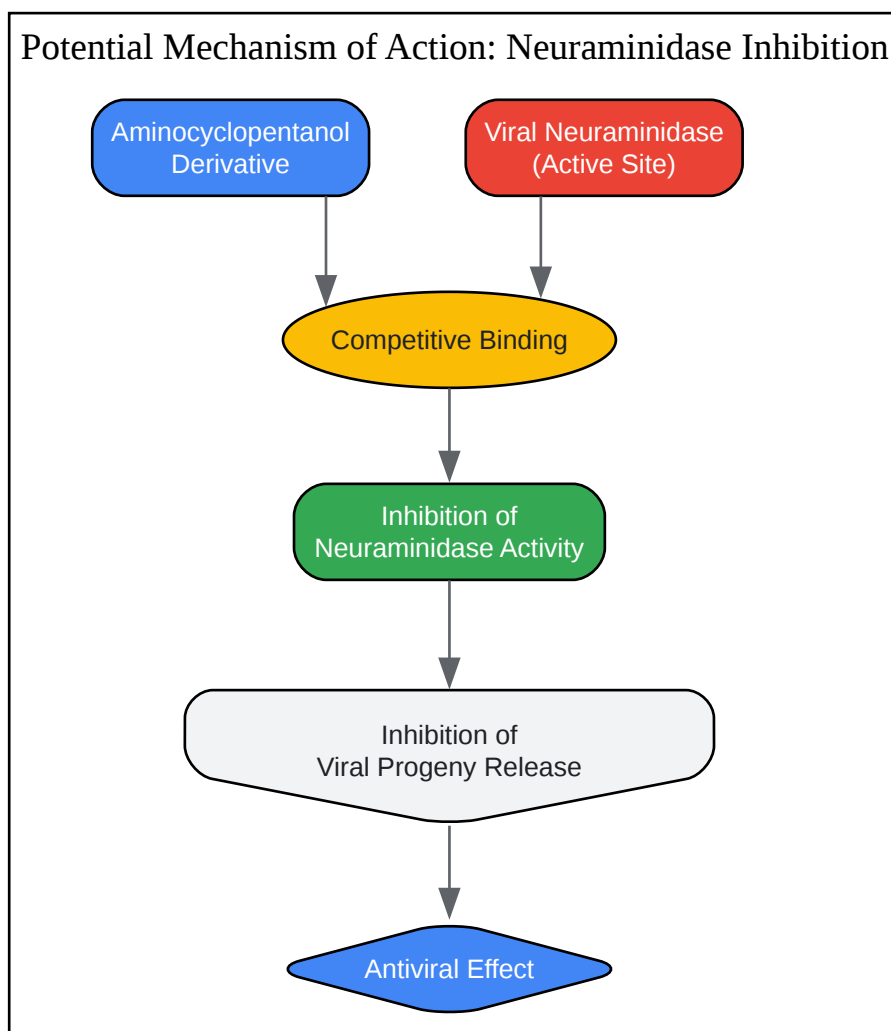 Potential Mechanism of Action: Neuraminidase Inhibition
Aminocyclopentanol
Derivative
Viral Neuraminidase
(Active Site)
Competitive Binding
Inhibition of
Neuraminidase Activity
Inhibition of
Viral Progeny Release
Antiviral Effect